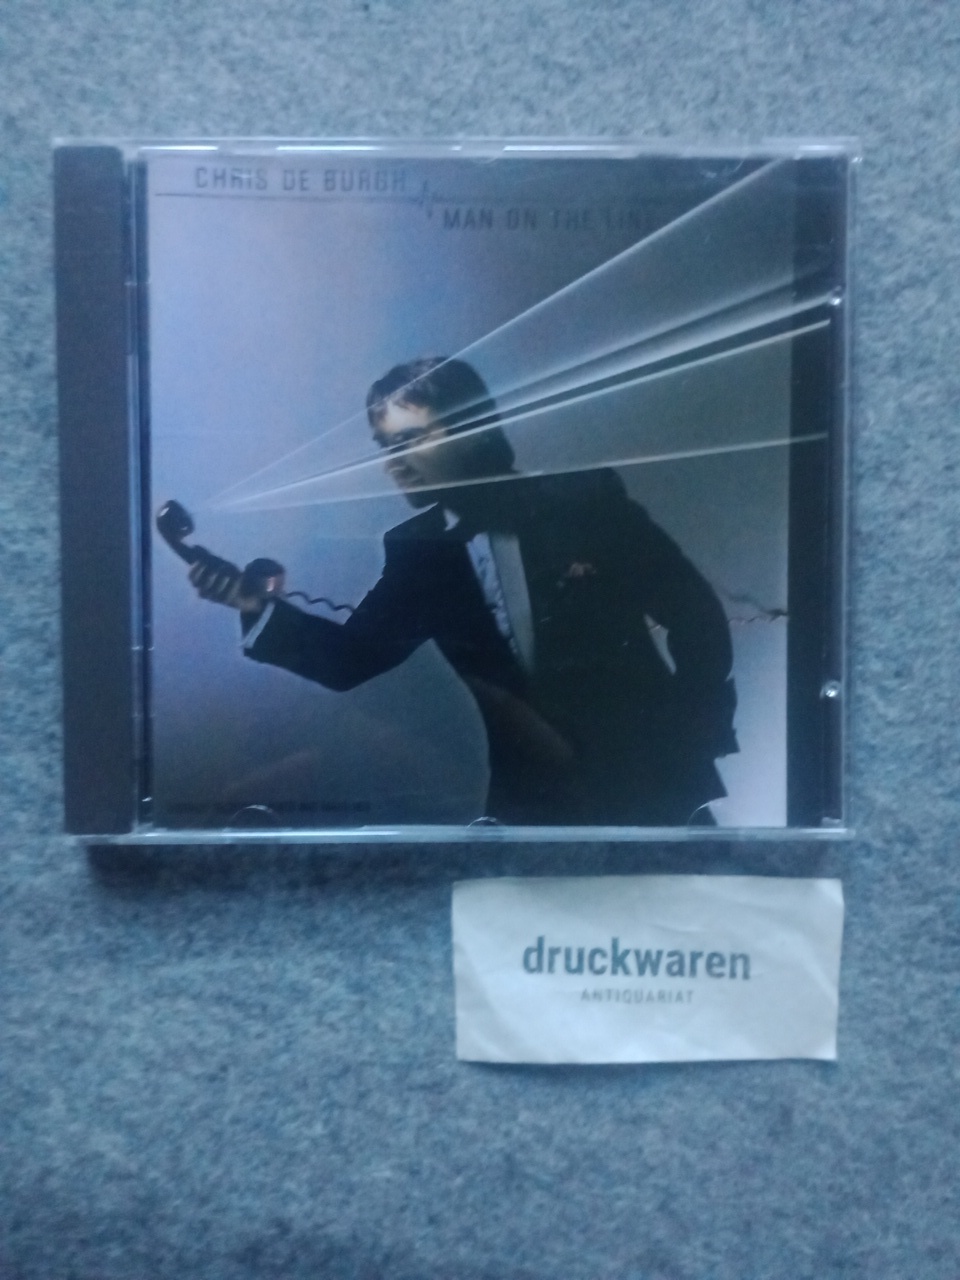 CHRIS DE BURGH
MAN ON THE LINE
druckwaren
ANTIQUARIAT